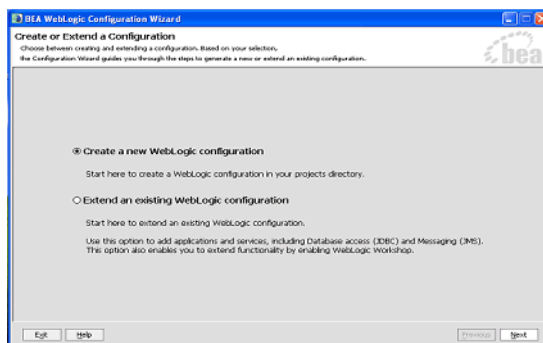 BEA WebLogic Configuration Wizard
Create or Extend a Configuration
Choose between creating and extending a configuration. Based on your selection,
the Configuration Wizard guides you through the steps to generate a new or extend an existing configuration.
bea
Create a new WebLogic configuration
Start here to create a WebLogic configuration in your projects directory.
Extend an existing WebLogic configuration
Start here to extend an existing WebLogic configuration.
Use this option to add applications and services, including Database access (JDBC) and Messaging (JMS).
This option also enables you to extend functionality by enabling WebLogic Workshop.
Exit Help Previous Next